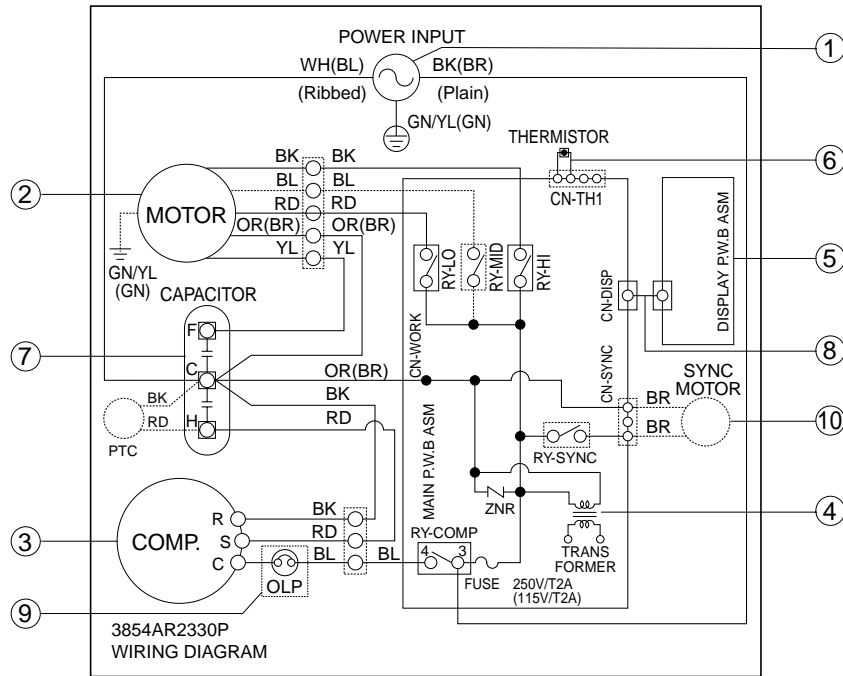 POWER INPUT
1
WH(BL)
BK(BR)
(Ribbed)
(Plain)
GN/YL(GN)
THERMISTOR
6
CN-TH1
2
MOTOR
BK
BK
BL
BL
RD
RD
OR(BR)
OR(BR)
YL
YL
GN/YL
(GN)
RY-LO
RY-MID
RY-HI
DISPLAY P.W.B ASM
5
CN-DISP
8
CAPACITOR
7
F
C
H
CN-WORK
OR(BR)
BK
RD
BK
RD
PTC
CN-SYNC
SYNC
MOTOR
BR
BR
10
RY-SYNC
MAIN P.W.B ASM
ZNR
4
TRANS
FORMER
3
COMP.
R
S
C
BK
RD
BL
BL
RY-COMP
4
3
FUSE
250V/T2A
(115V/T2A)
OLP
9
3854AR2330P
WIRING DIAGRAM